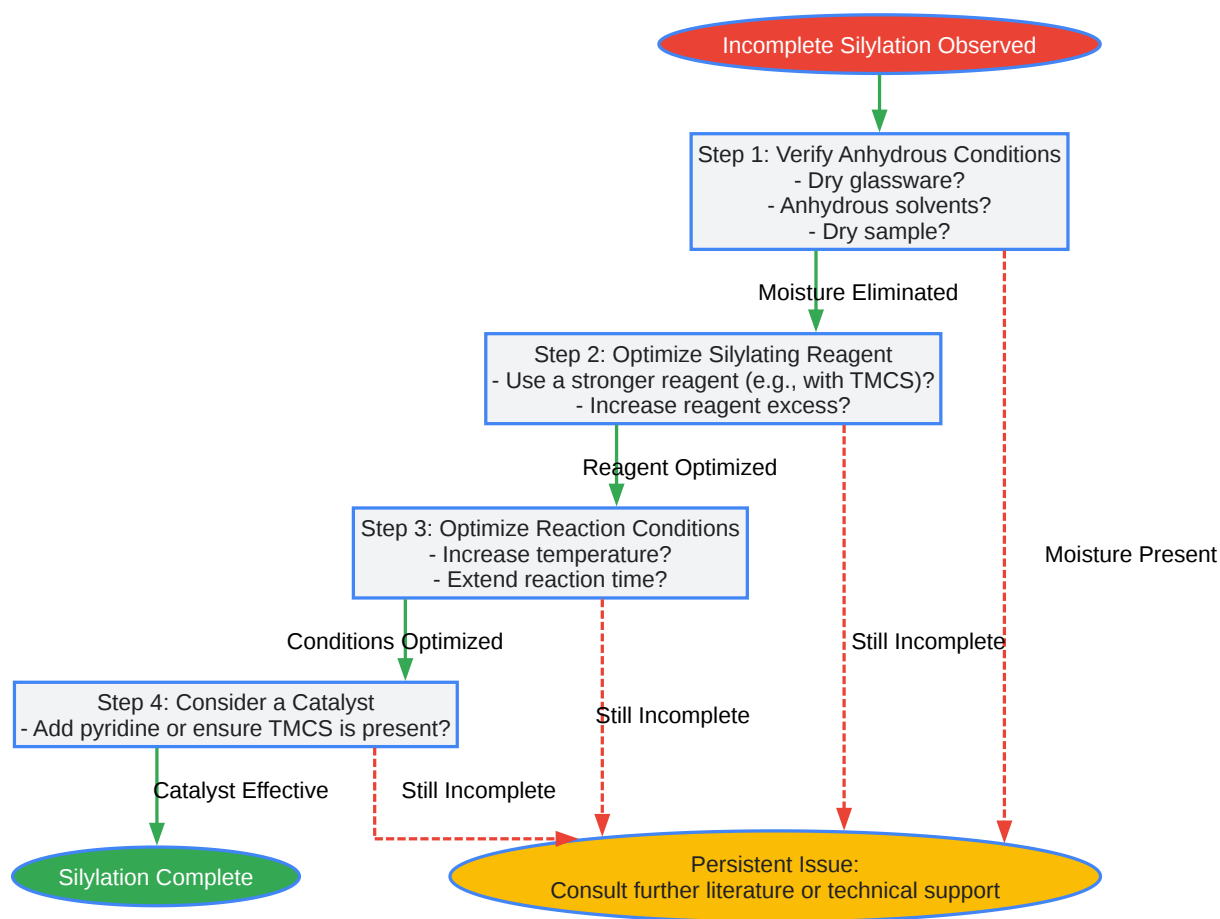 Incomplete Silylation Observed
Step 1: Verify Anhydrous Conditions
- Dry glassware?
- Anhydrous solvents?
- Dry sample?
Moisture Eliminated
Step 2: Optimize Silylating Reagent
- Use a stronger reagent (e.g., with TMCS)?
- Increase reagent excess?
Reagent Optimized
Step 3: Optimize Reaction Conditions
- Increase temperature?
- Extend reaction time?
Moisture Present
Conditions Optimized
Still Incomplete
Step 4: Consider a Catalyst
- Add pyridine or ensure TMCS is present?
Still Incomplete
Catalyst Effective
Still Incomplete
Silylation Complete
Persistent Issue:
Consult further literature or technical support